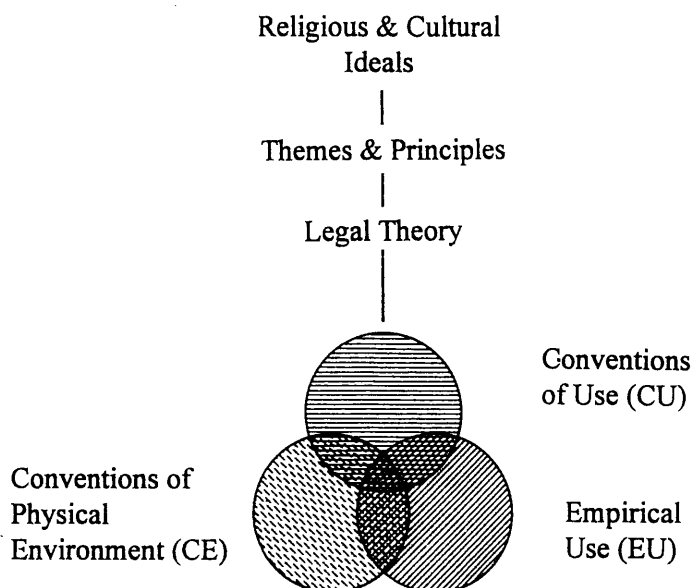 Religious & Cultural
Ideals
Themes & Principles
Legal Theory
Conventions
of Use (CU)
Conventions of
Physical
Environment (CE)
Empirical
Use (EU)